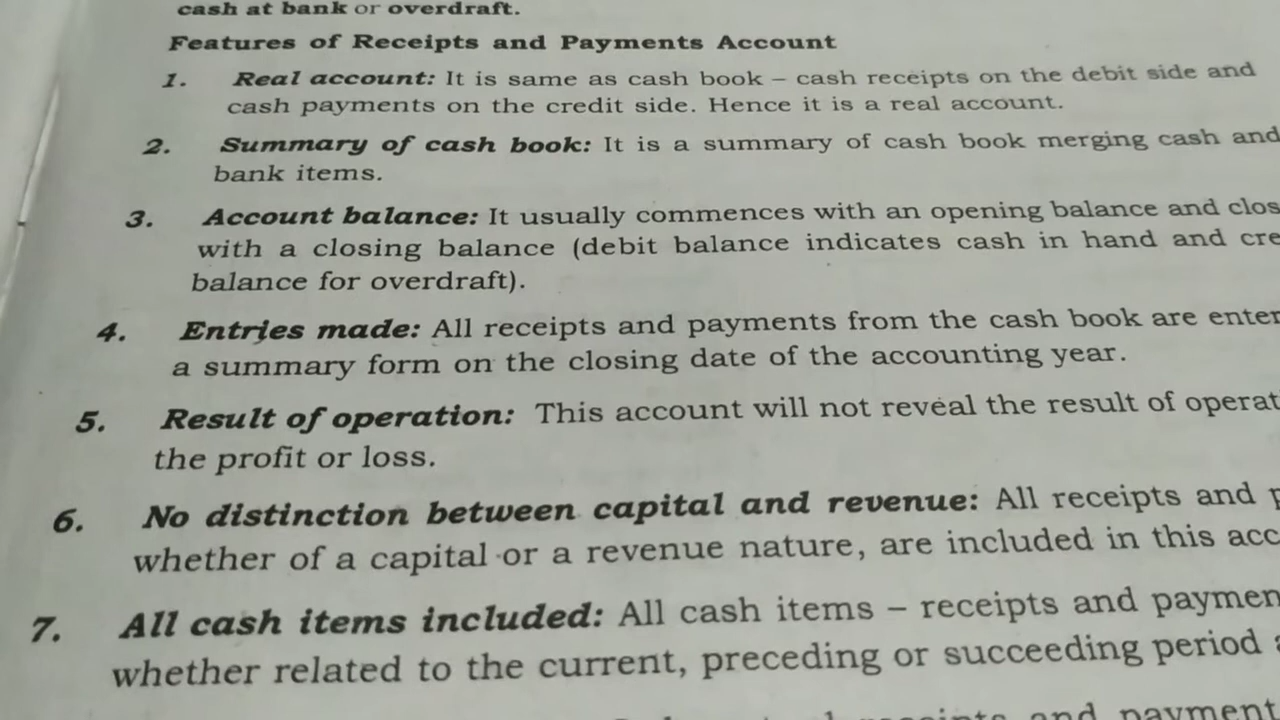 cash at bank or overdraft.
Features of Receipts and Payments Account
1. Real account: It is same as cash book – cash receipts on the debit side and
cash payments on the credit side. Hence it is a real account.
2. Summary of cash book: It is a summary of cash book merging cash and
bank items.
3. Account balance: It usually commences with an opening balance and clos
with a closing balance (debit balance indicates cash in hand and cre
balance for overdraft).
4. Entries made: All receipts and payments from the cash book are enter
a summary form on the closing date of the accounting year.
5. Result of operation: This account will not reveal the result of operat
the profit or loss.
6. No distinction between capital and revenue: All receipts and p
whether of a capital or a revenue nature, are included in this acc
7. All cash items included: All cash items – receipts and paymen
whether related to the current, preceding or succeeding period a
receipts and payment